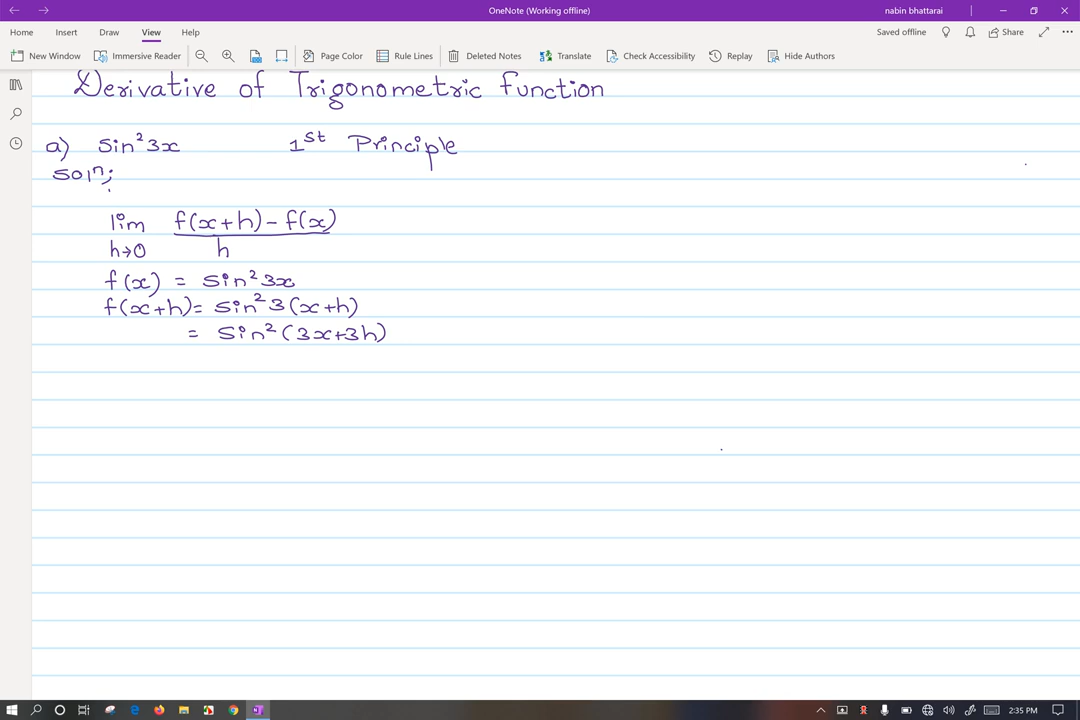 OneNote (Working offline)
nabin bhattarai
Home Insert Draw View Help
Saved offline Share
New Window Immersive Reader Page Color Rule Lines Deleted Notes Translate Check Accessibility Replay Hide Authors
Derivative of Trigonometric function
a) sin²3x 1st Principle
Solⁿ;
lim f(x+h) - f(x)
h→0 h
f(x) = sin²3x
f(x+h) = sin²3(x+h)
= sin²(3x+3h)
2:35 PM